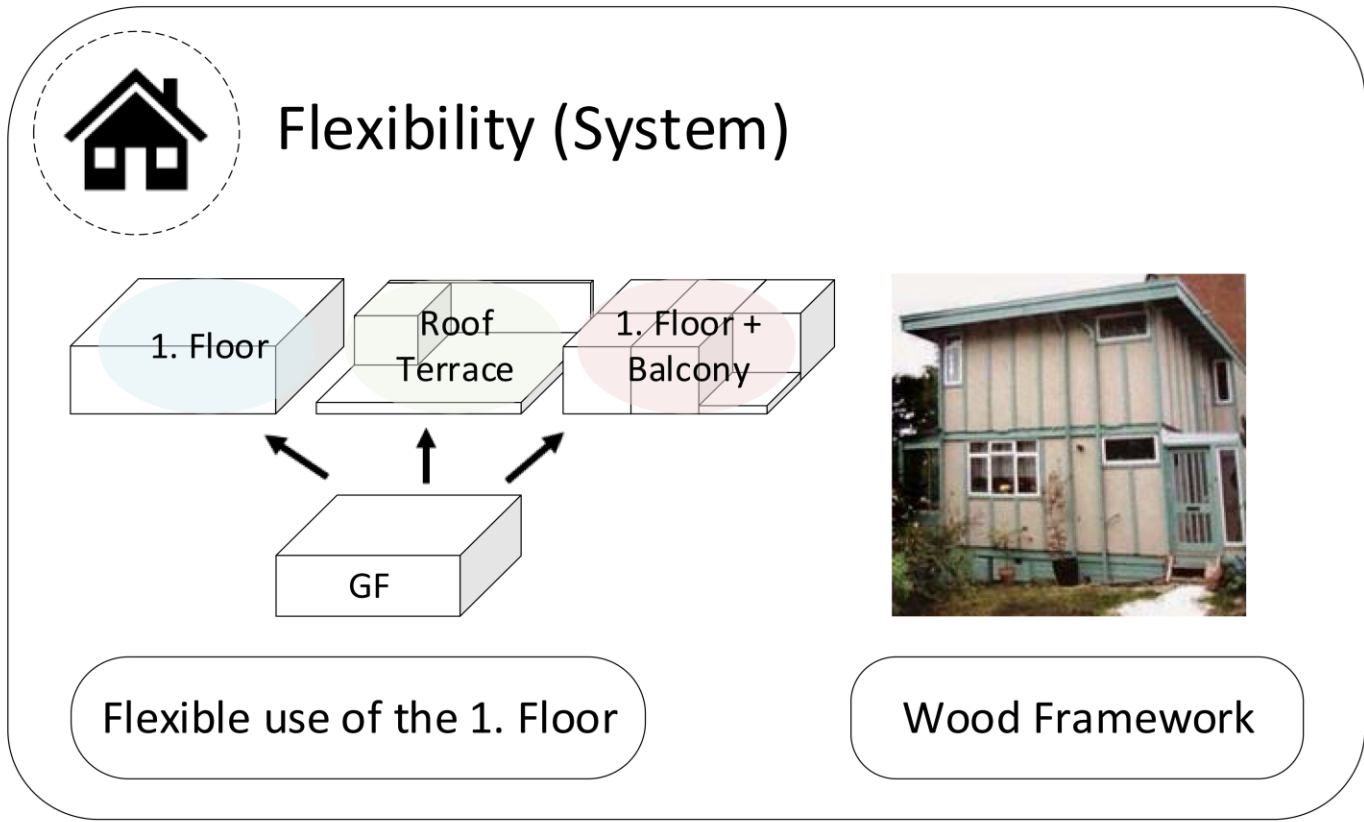 Flexibility (System)
1. Floor
Roof
Terrace
1. Floor +
Balcony
GF
Flexible use of the 1. Floor
Wood Framework